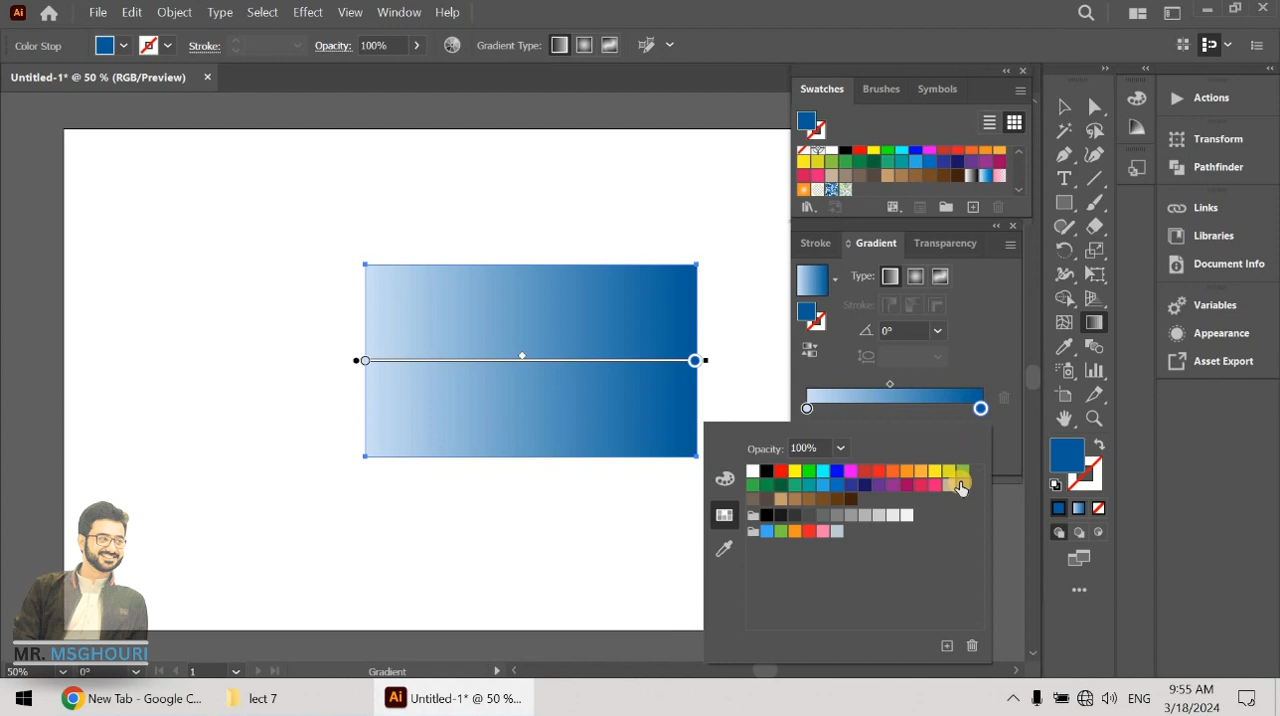 Ai File Edit Object Type Select Effect View Window Help
Color Stop Stroke: Opacity: 100% Gradient Type:
Untitled-1* @ 50 % (RGB/Preview)
Swatches Brushes Symbols
Actions
Transform
Pathfinder
Links
Libraries
Document Info
Variables
Appearance
Asset Export
Stroke Gradient Transparency
Type:
Stroke:
0°
Opacity: 100%
MR. MSGHOURI
50% 0° 1 Gradient
New Tab - Google C... lect 7 Ai Untitled-1* @ 50 %... ENG 9:55 AM
3/18/2024